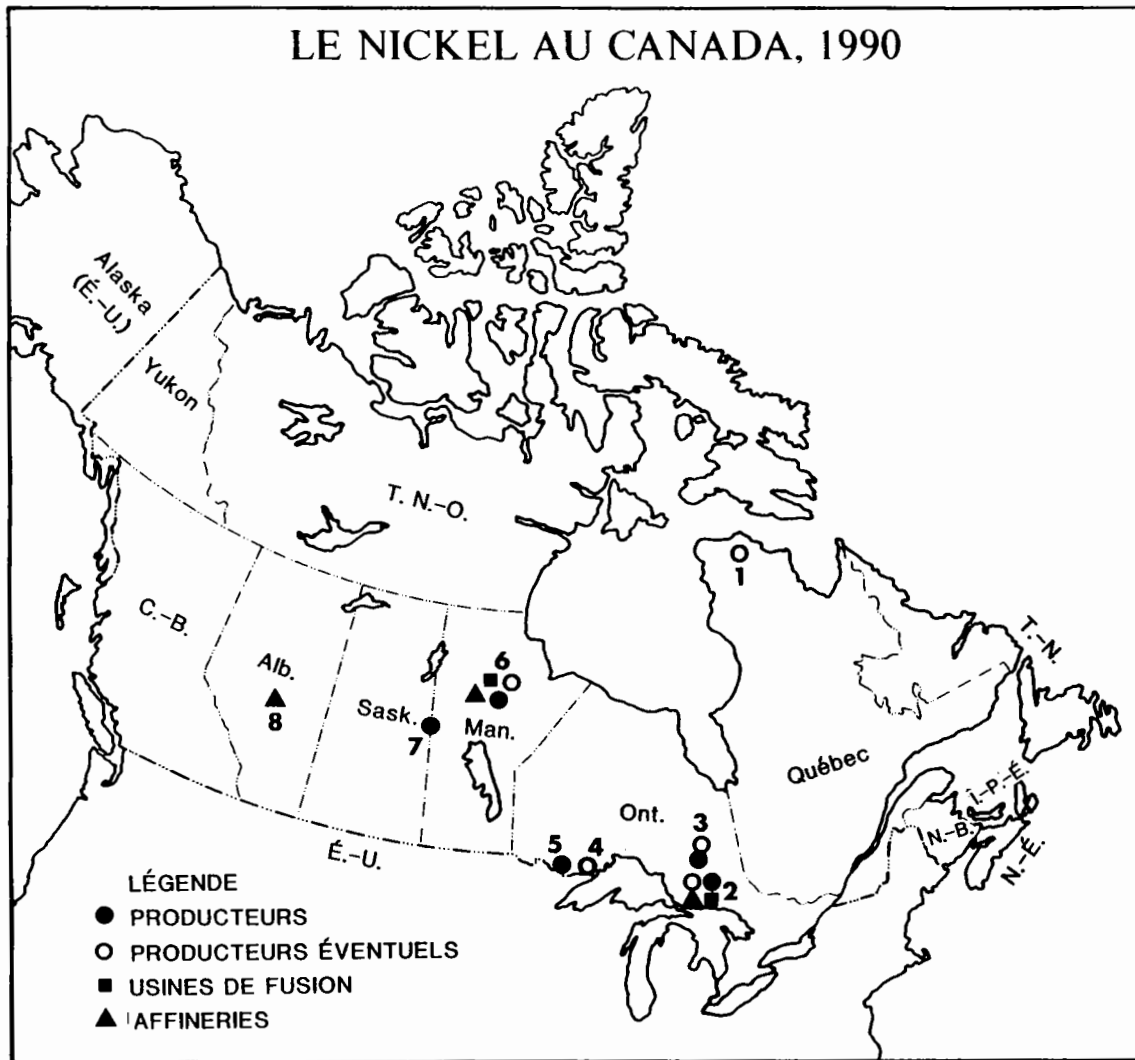 LE NICKEL AU CANADA, 1990
Alaska
(É.-U.)
Yukon
T. N.-O.
C.-B.
Alb.
8
Sask.
7
6
Man.
1
Québec
T.-N.
Î.-P.-É.
N.-B.
N.-É.
Ont.
3
5
4
2
É.-U.
LÉGENDE
PRODUCTEURS
PRODUCTEURS ÉVENTUELS
USINES DE FUSION
AFFINERIES